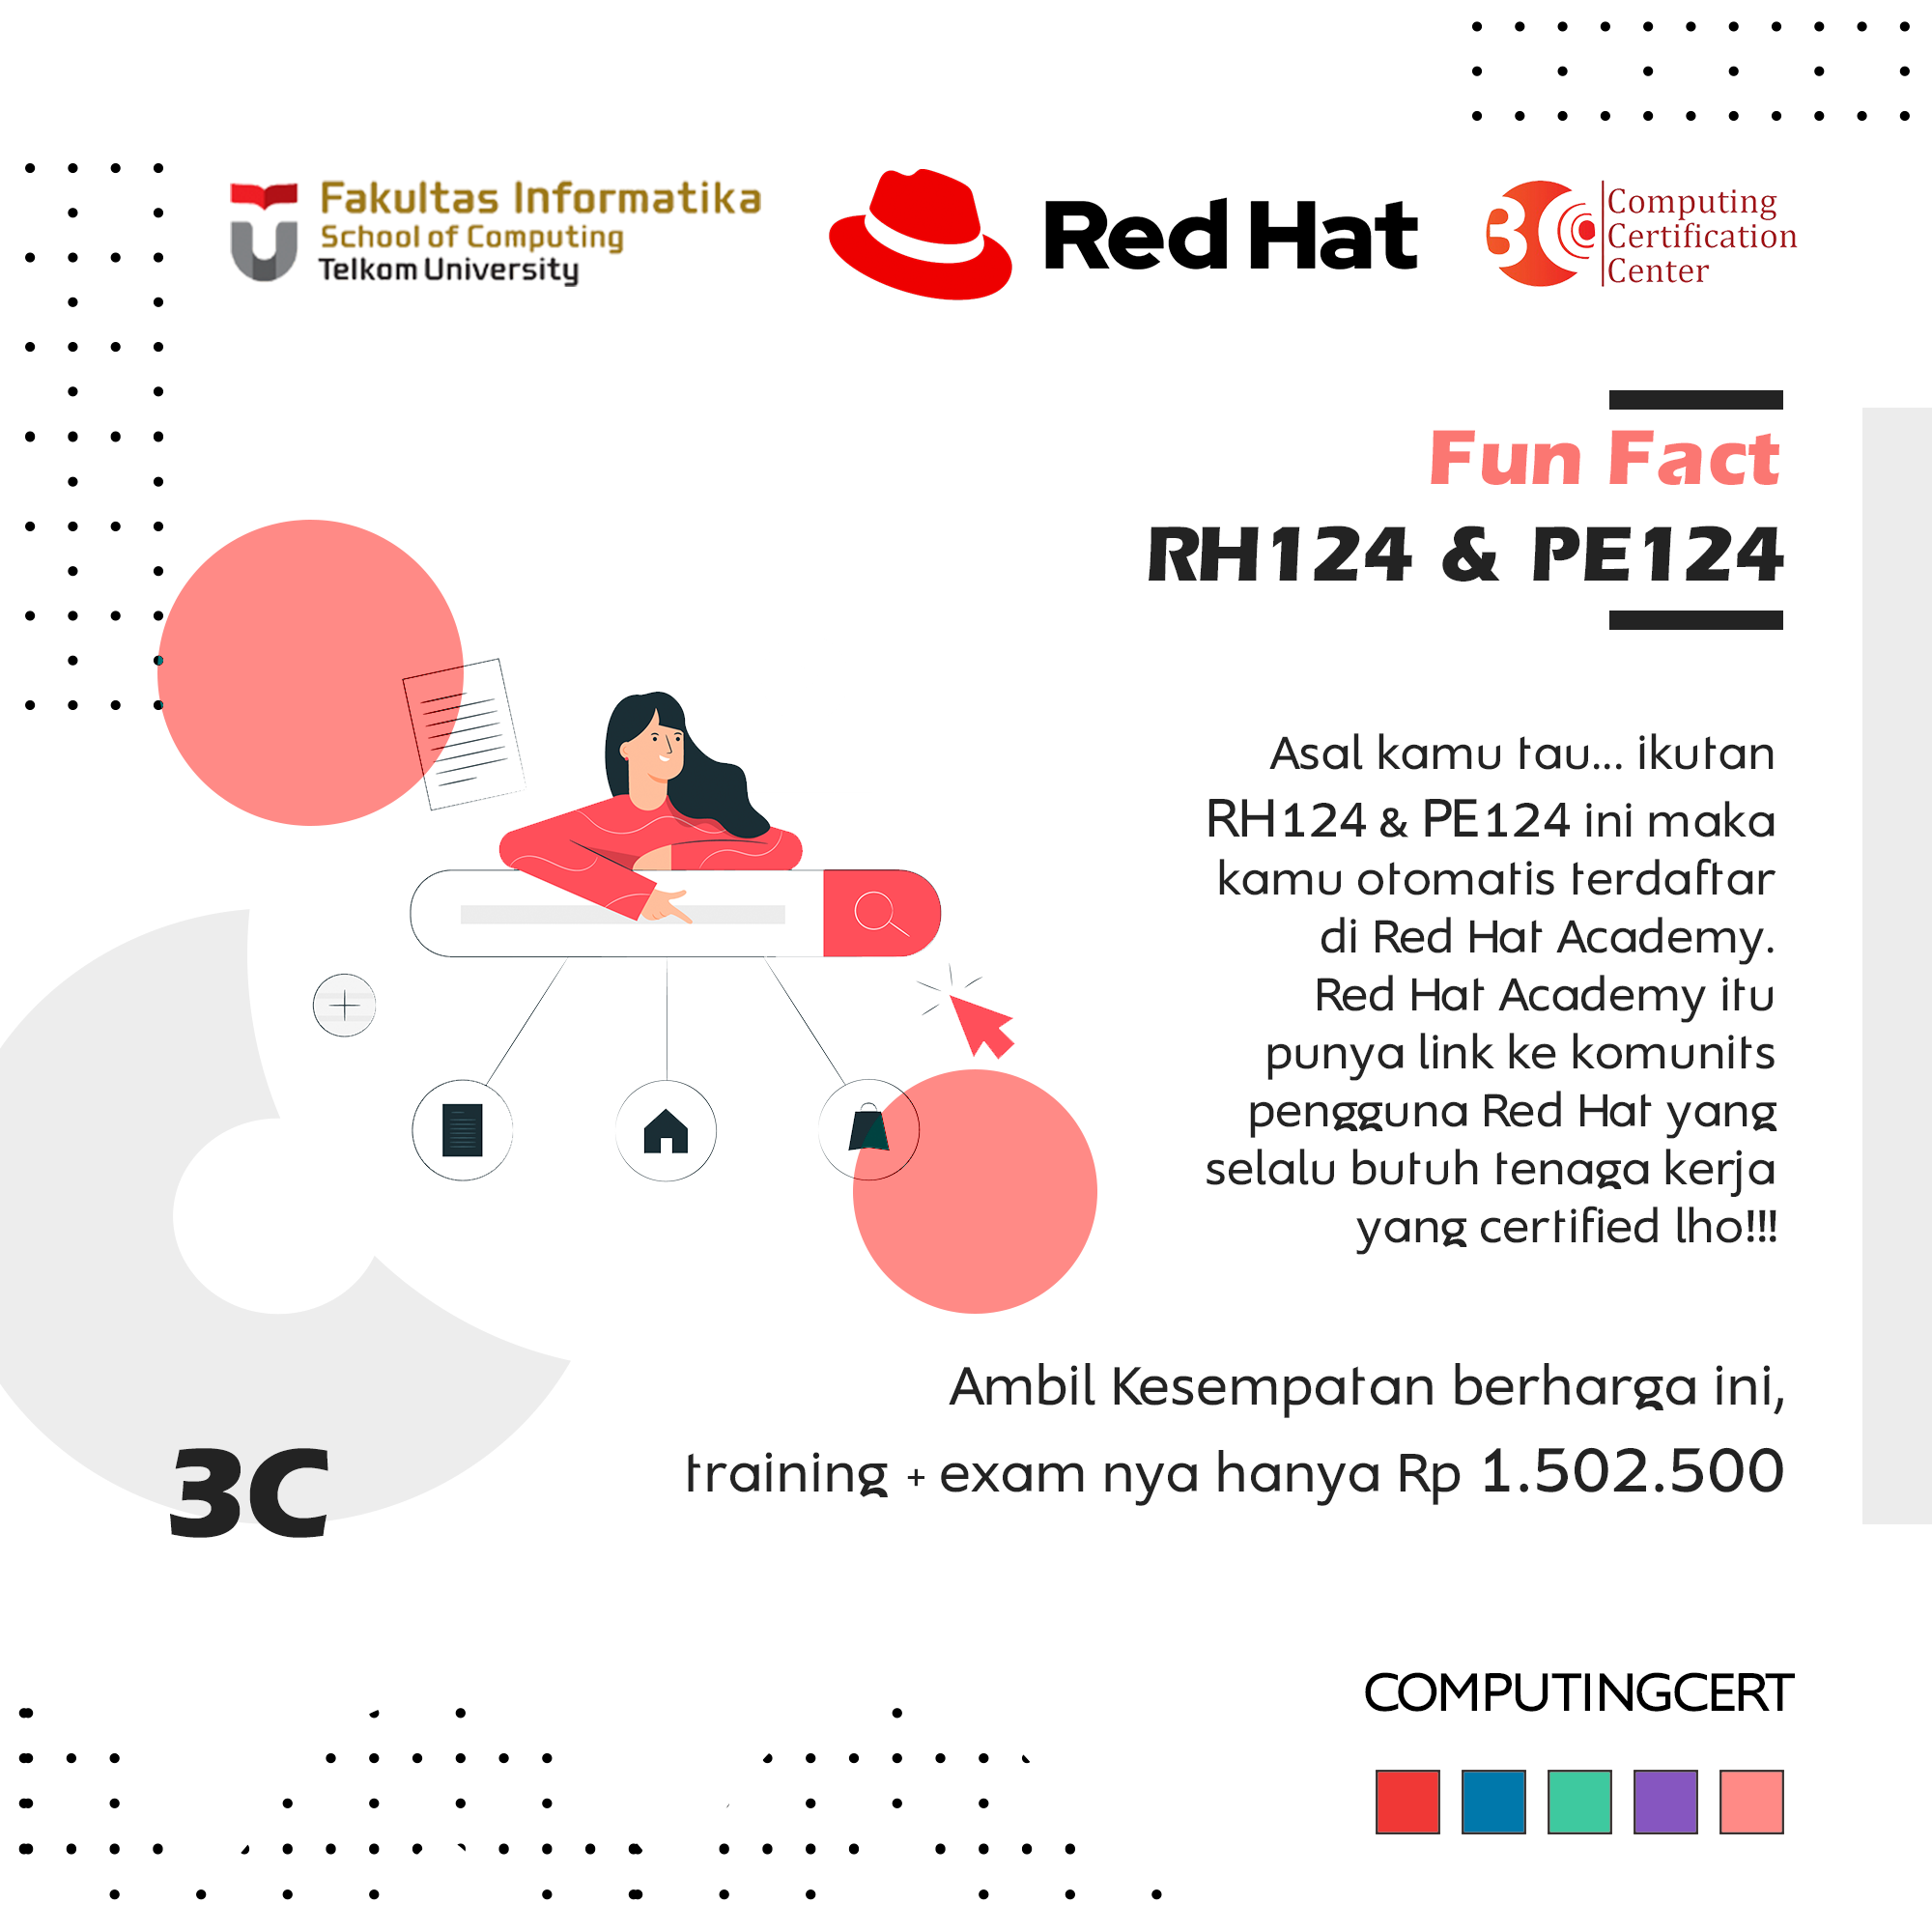 Fakultas Informatika
School of Computing
Telkom University
Red Hat
3C
Computing
Certification
Center
Fun Fact
RH124 & PE124
Asal kamu tau... ikutan
RH124 & PE124 ini maka
kamu otomatis terdaftar
di Red Hat Academy.
Red Hat Academy itu
punya link ke komunits
pengguna Red Hat yang
selalu butuh tenaga kerja
yang certified lho!!!
Ambil Kesempatan berharga ini,
training + exam nya hanya Rp 1.502.500
3C
COMPUTINGCERT